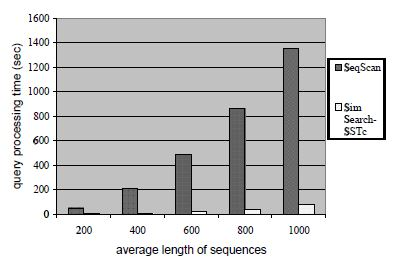 1600
1400
1200
1000
800
600
400
200
0
query processing time (sec)
200 400 600 800 1000
average length of sequences
$eqScan
$im
Search-
$STc